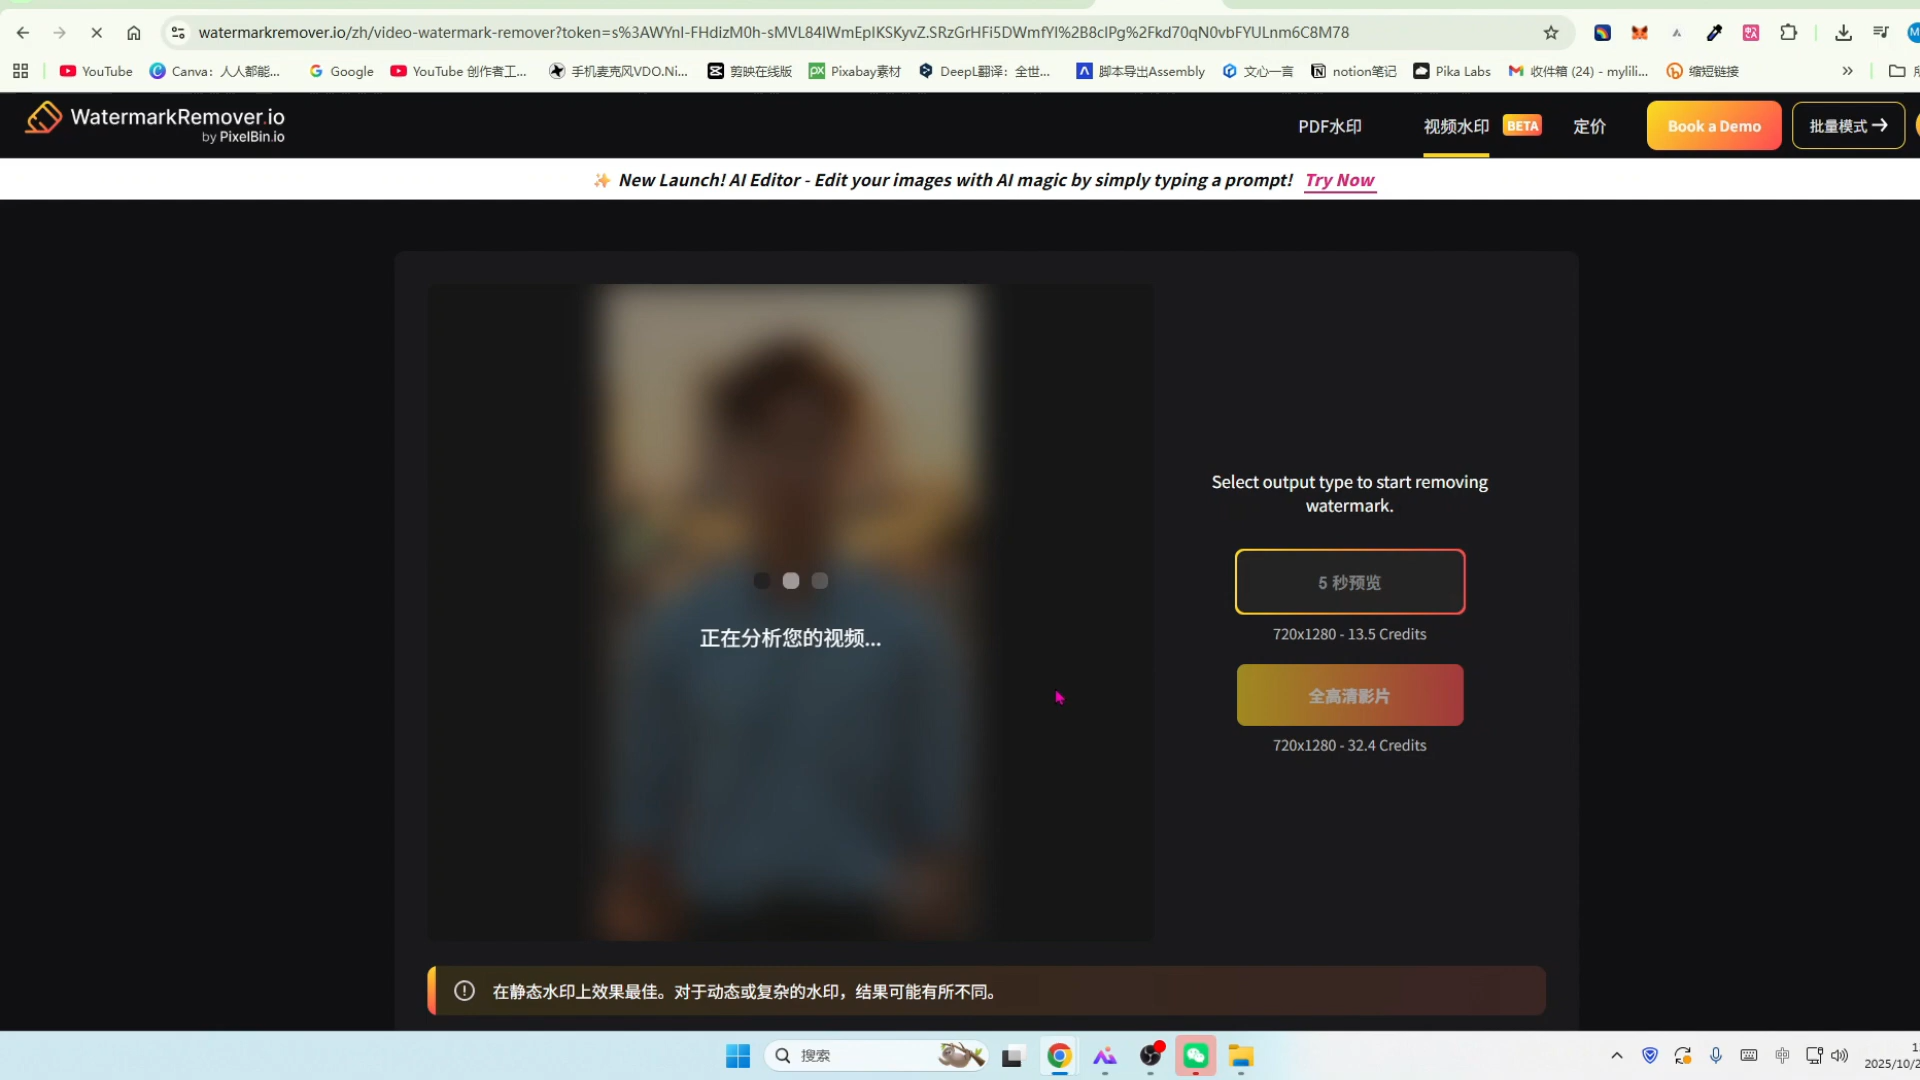 watermarkremover.io/zh/video-watermark-remover?token=s%3AWYnI-FHdizM0h-sMVL84IWmEpIKSKyvZ.SRzGrHFi5DWmfYI%2B8cIPg%2Fkd70qN0vbFYULnm6C8M78
YouTube
Canva：人人都能...
Google
YouTube 创作者工...
手机麦克风VDO.Ni...
剪映在线版
Pixabay素材
DeepL翻译：全世...
脚本导出Assembly
文心一言
notion笔记
Pika Labs
收件箱 (24) - mylili...
缩短链接
WatermarkRemover.io
by PixelBin.io
PDF水印
视频水印 BETA
定价
Book a Demo
批量模式
New Launch! AI Editor - Edit your images with AI magic by simply typing a prompt! Try Now
Select output type to start removing
watermark.
5 秒预览
720x1280 - 13.5 Credits
正在分析您的视频...
全高清影片
720x1280 - 32.4 Credits
在静态水印上效果最佳。对于动态或复杂的水印，结果可能有所不同。
搜索
中